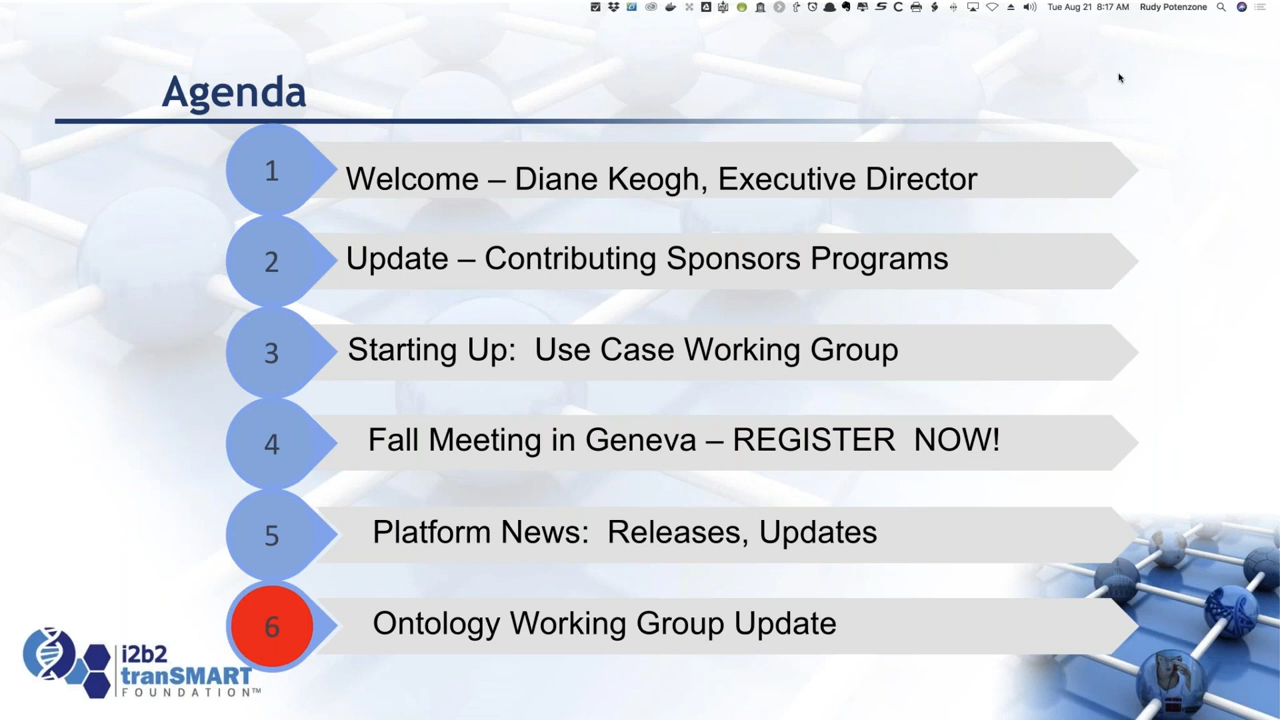 Tue Aug 21 8:17 AM Rudy Potenzone
Agenda
1 Welcome – Diane Keogh, Executive Director
2 Update – Contributing Sponsors Programs
3 Starting Up: Use Case Working Group
4 Fall Meeting in Geneva – REGISTER NOW!
5 Platform News: Releases, Updates
6 Ontology Working Group Update
i2b2
tranSMART
FOUNDATION™